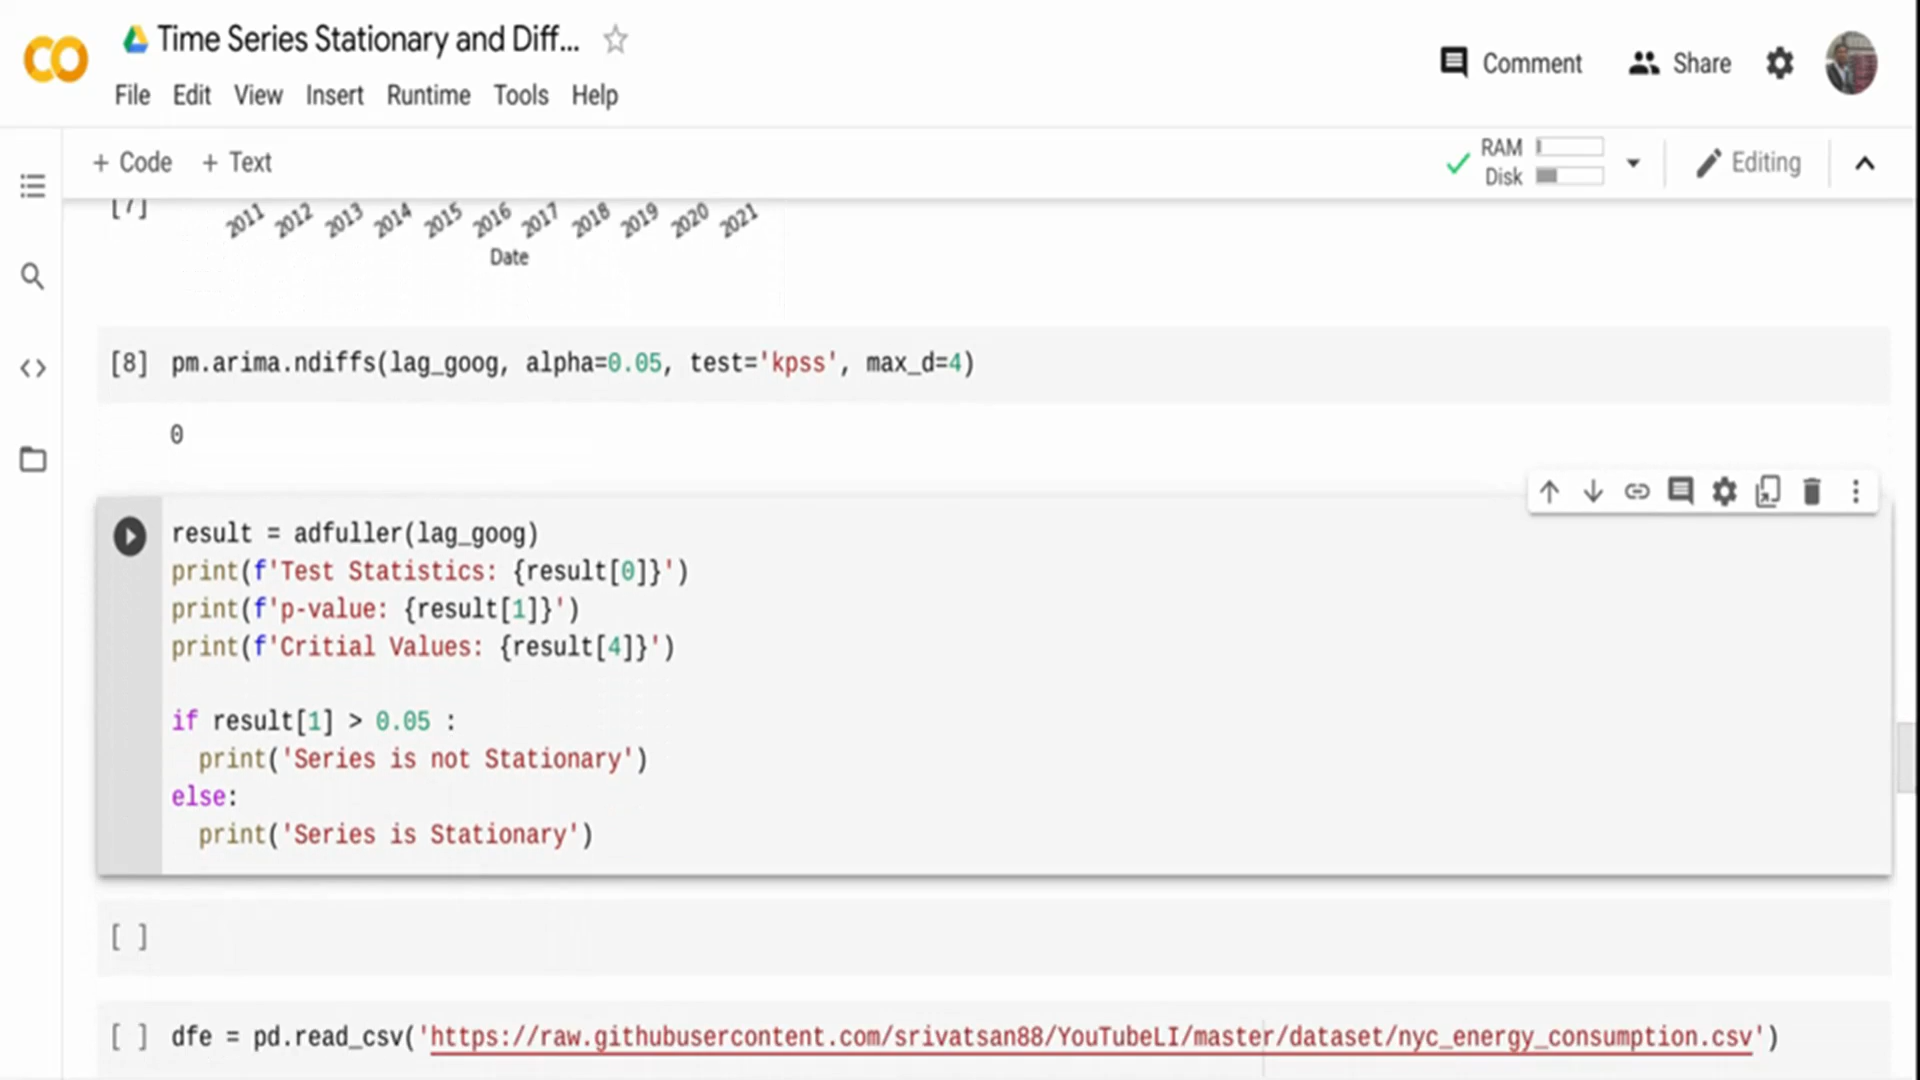 Time Series Stationary and Diff...
File Edit View Insert Runtime Tools Help
Comment Share
+ Code + Text
RAM
Disk
Editing
[7]
2011 2012 2013 2014 2015 2016 2017 2018 2019 2020 2021
Date
[8] pm.arima.ndiffs(lag_goog, alpha=0.05, test='kpss', max_d=4)
0
result = adfuller(lag_goog)
print(f'Test Statistics: {result[0]}')
print(f'p-value: {result[1]}')
print(f'Critial Values: {result[4]}')
if result[1] > 0.05 :
print('Series is not Stationary')
else:
print('Series is Stationary')
[ ]
[ ] dfe = pd.read_csv('https://raw.githubusercontent.com/srivatsan88/YouTubeLI/master/dataset/nyc_energy_consumption.csv')